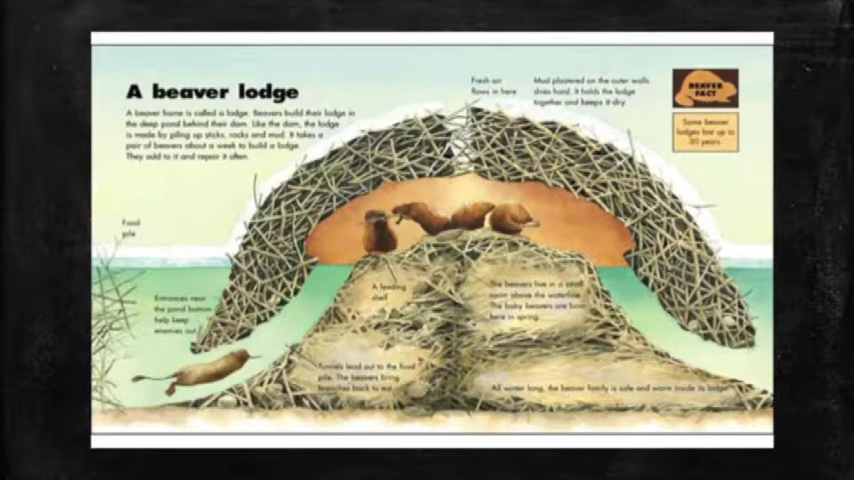 A beaver lodge
A beaver home is called a lodge. Beavers build their lodge in
the deep pond behind their dam. Like the dam, the lodge
is made by piling up sticks, rocks and mud. It takes a
pair of beavers about a week to build a lodge.
They add to it and repair it often.
Fresh air
flows in here
Mud plastered on the outer walls
dries hard. It holds the lodge
together and keeps it dry.
BEAVER
FACT
Some beaver
lodges last up to
30 years.
Food
pile
Entrances near
the pond bottom
help keep
enemies out.
A feeding
shelf
The beavers live in a small
room above the waterline.
The baby beavers are born
here in spring.
Tunnels lead out to the food
pile. The beavers bring
branches back to eat.
All winter long, the beaver family is safe and warm inside its lodge.